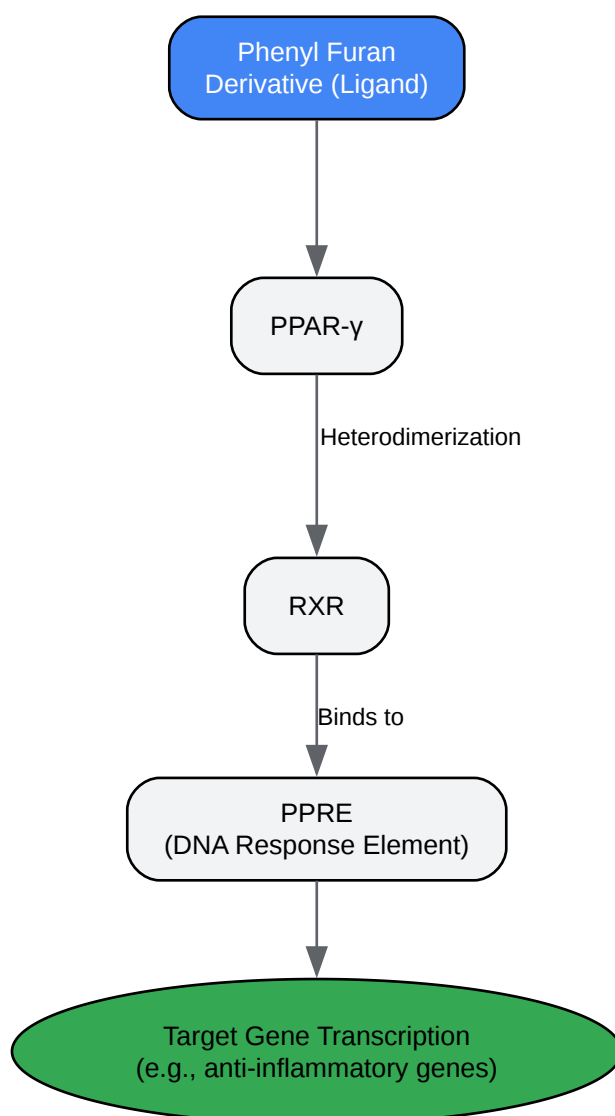 Phenyl Furan
Derivative (Ligand)
PPAR-γ
Heterodimerization
RXR
Binds to
PPRE
(DNA Response Element)
Target Gene Transcription
(e.g., anti-inflammatory genes)